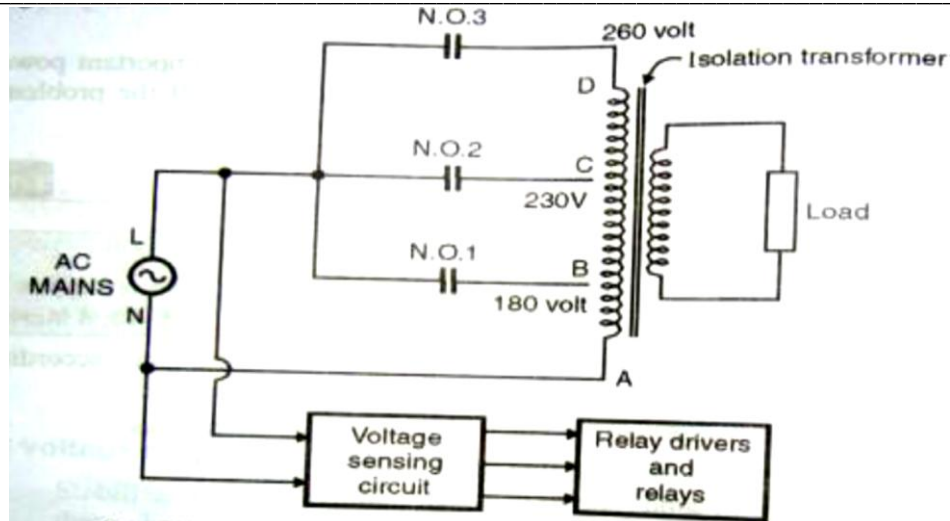 N.O.3
260 volt
Isolation transformer
D
N.O.2
C
230V
Load
L
AC
MAINS
N
N.O.1
B
180 volt
A
Voltage
sensing
circuit
Relay drivers
and
relays